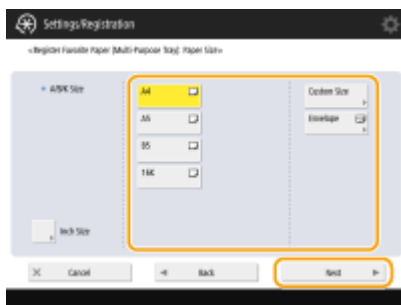 Settings/Registration
<Register Favorite Paper (Multi-Purpose Tray): Paper Size>
A/B/K Size
A4
A5
B5
16K
Custom Size
Envelope
Inch Size
Cancel
Back
Next